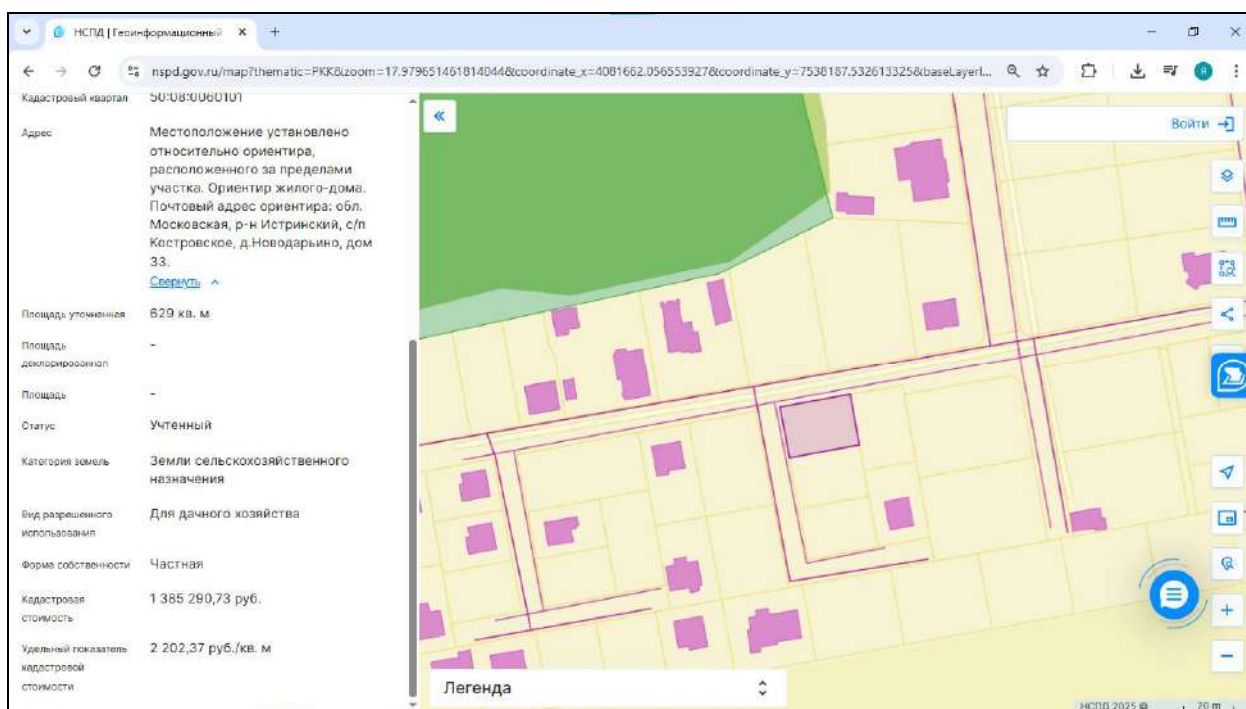 НСПД | Геоинформационный
nspd.gov.ru/map?thematic=PKK&zoom=17.979651461814044&coordinate_x=4081662.056553927&coordinate_y=7538187.532613325&baseLayerI...
Я
Кадастровый квартал 50:08:0060101
Адрес Местоположение установлено
относительно ориентира,
расположенного за пределами
участка. Ориентир жилого-дома.
Почтовый адрес ориентира: обл.
Московская, р-н Истринский, с/п
Костровское, д.Новодарьино, дом
33.
Свернуть
Площадь уточненная 629 кв. м
Площадь -
декларированная
Площадь -
Статус Учтенный
Категория земель Земли сельскохозяйственного
назначения
Вид разрешенного Для дачного хозяйства
использования
Форма собственности Частная
Кадастровая 1 385 290,73 руб.
стоимость
Удельный показатель 2 202,37 руб./кв. м
кадастровой
стоимости
Войти
Легенда
НСПД 2025 © 20 m